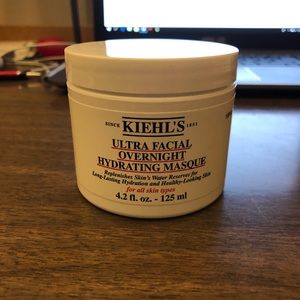 SINCE KIEHL'S 1851
ULTRA FACIAL
OVERNIGHT
HYDRATING MASQUE
Replenishes Skin's Water Reserves for
Long-Lasting Hydration and Healthy-Looking Skin
for all skin types
4.2 fl. oz. - 125 ml